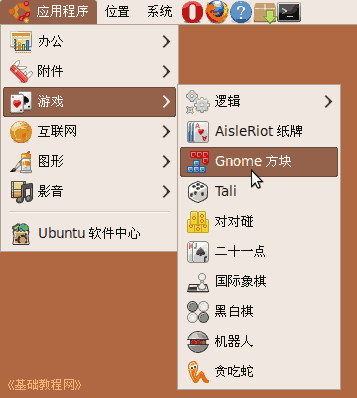 应用程序 位置 系统
办公
附件
游戏
互联网
图形
影音
Ubuntu 软件中心
逻辑
AisleRiot 纸牌
Gnome 方块
Tali
对对碰
二十一点
国际象棋
黑白棋
机器人
贪吃蛇
《基础教程网》